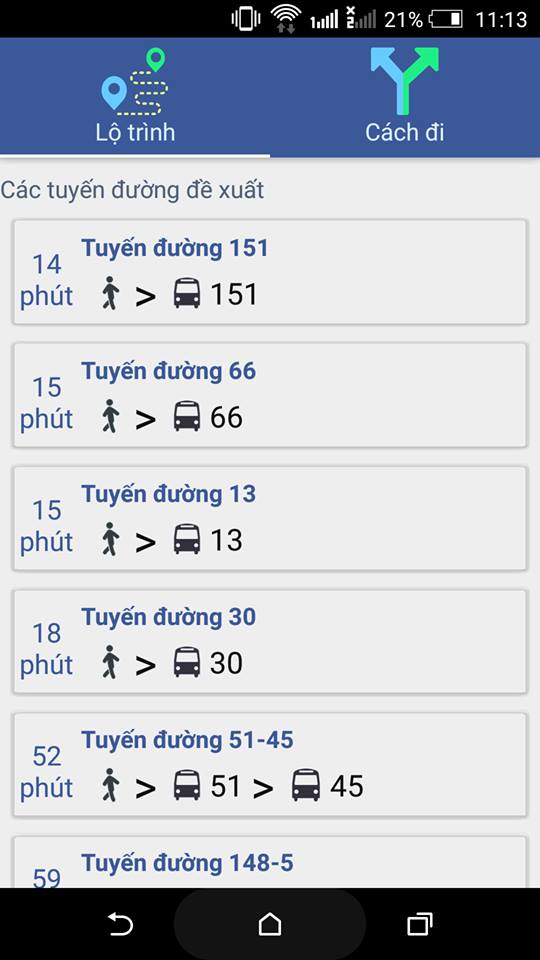 21% 11:13
Lộ trình Cách đi
Các tuyến đường đề xuất
14 phút
Tuyến đường 151
> 151
15 phút
Tuyến đường 66
> 66
15 phút
Tuyến đường 13
> 13
18 phút
Tuyến đường 30
> 30
52 phút
Tuyến đường 51-45
> 51 > 45
59
Tuyến đường 148-5